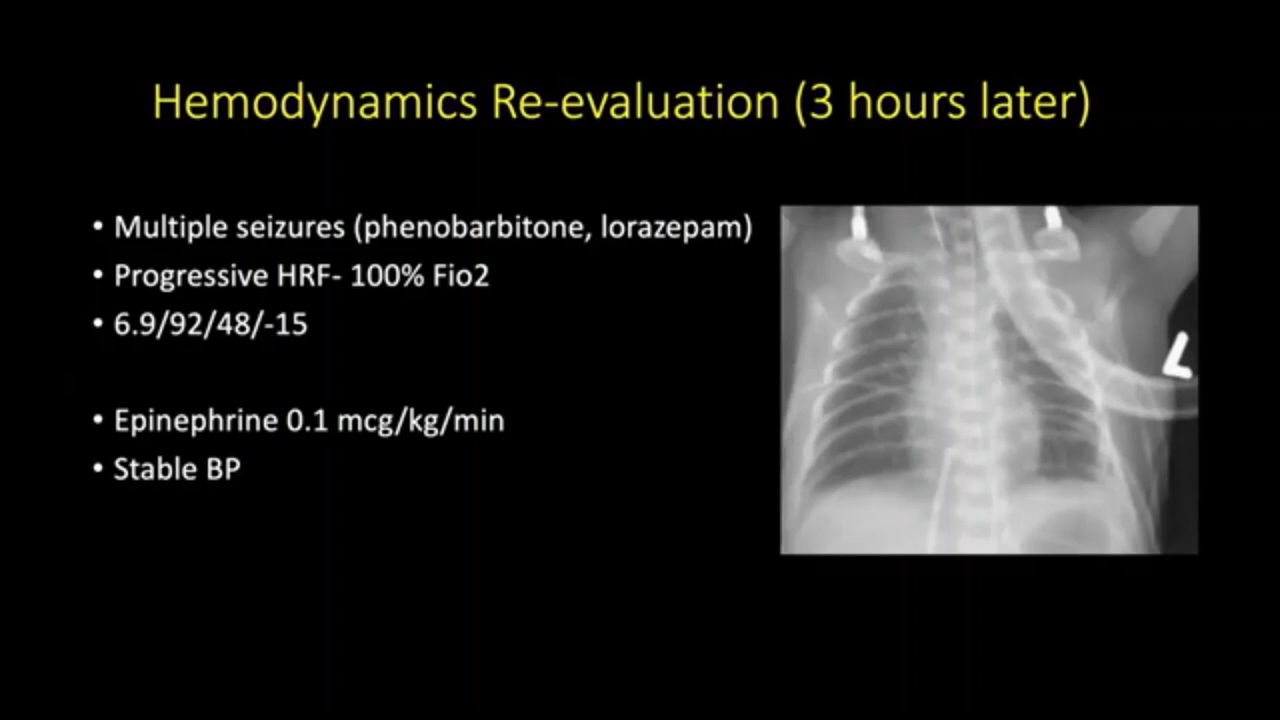 Hemodynamics Re-evaluation (3 hours later)
• Multiple seizures (phenobarbitone, lorazepam)
• Progressive HRF- 100% Fio2
• 6.9/92/48/-15
• Epinephrine 0.1 mcg/kg/min
• Stable BP
L